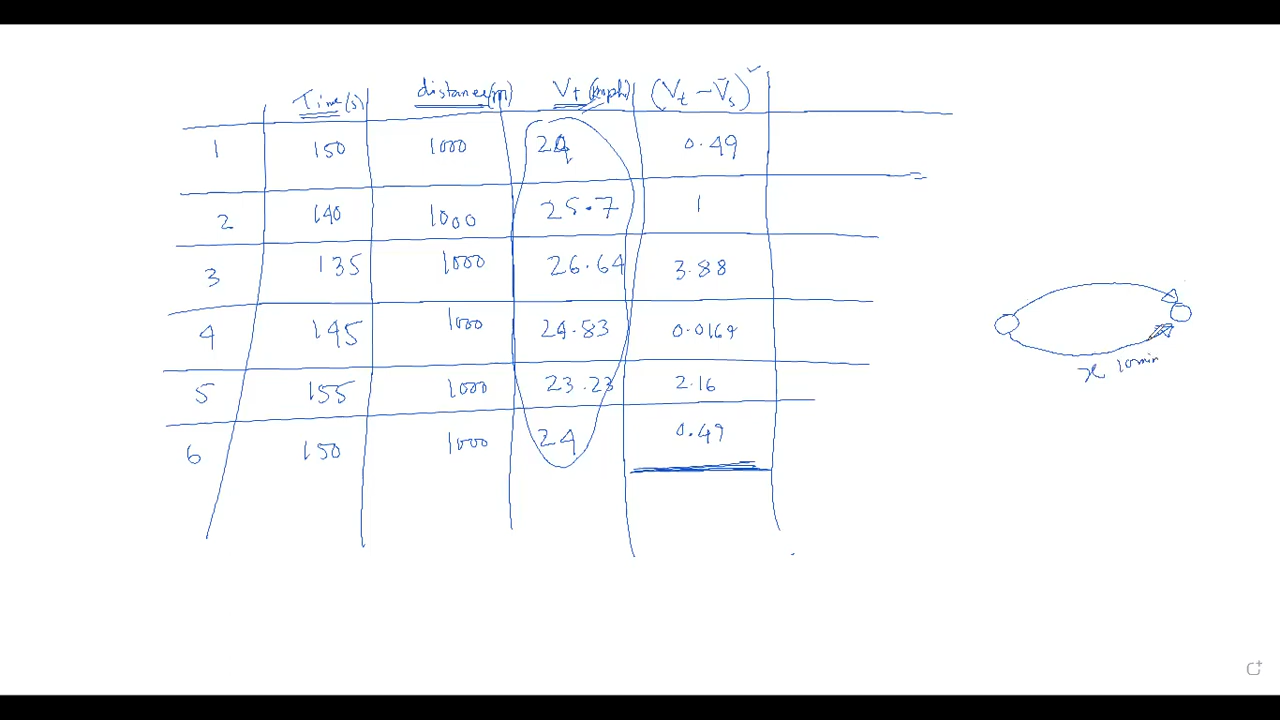 Time(s) distance(m) Vt (kmph) (Vt - V̄s)²
1 150 1000 24 0.49
2 140 1000 25.7 1
3 135 1000 26.64 3.88
4 145 1000 24.83 0.0169
5 155 1000 23.23 2.16
6 150 1000 24 0.49
x 10min